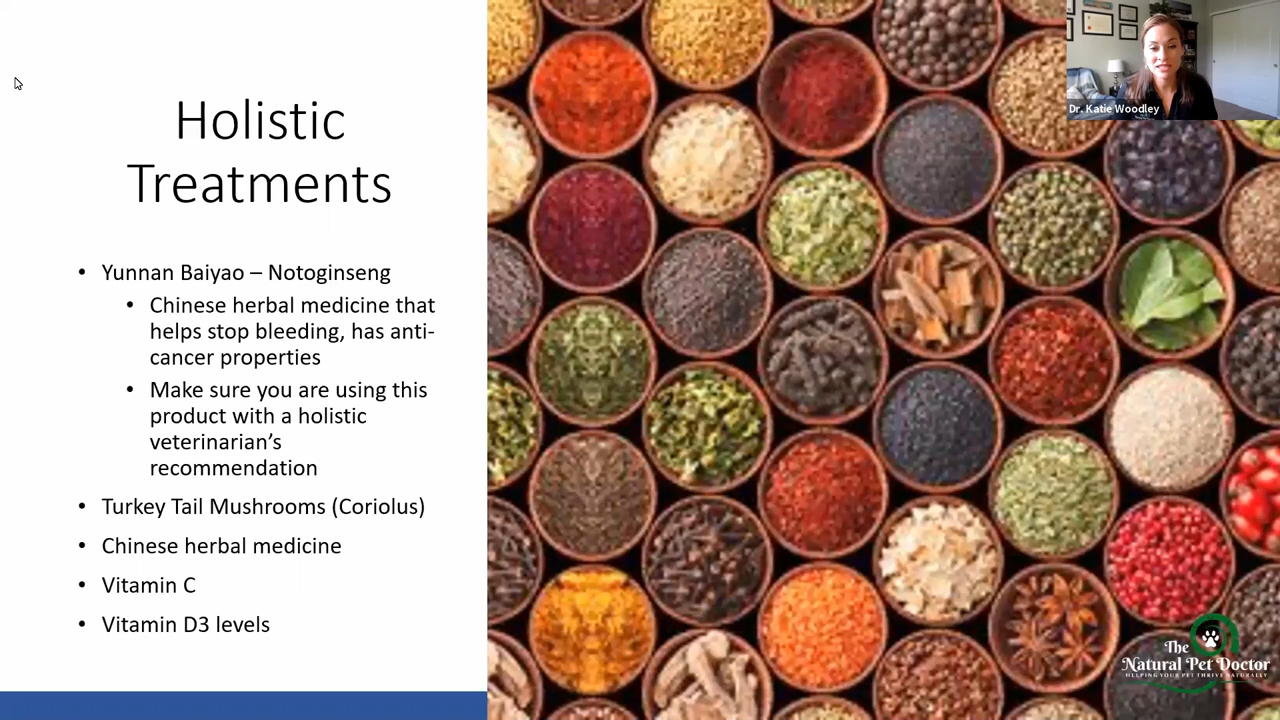 Dr. Katie Woodley
Holistic
Treatments
• Yunnan Baiyao – Notoginseng
• Chinese herbal medicine that
helps stop bleeding, has anti-
cancer properties
• Make sure you are using this
product with a holistic
veterinarian’s
recommendation
• Turkey Tail Mushrooms (Coriolus)
• Chinese herbal medicine
• Vitamin C
• Vitamin D3 levels
The
Natural Pet Doctor
HELPING YOUR PET THRIVE NATURALLY